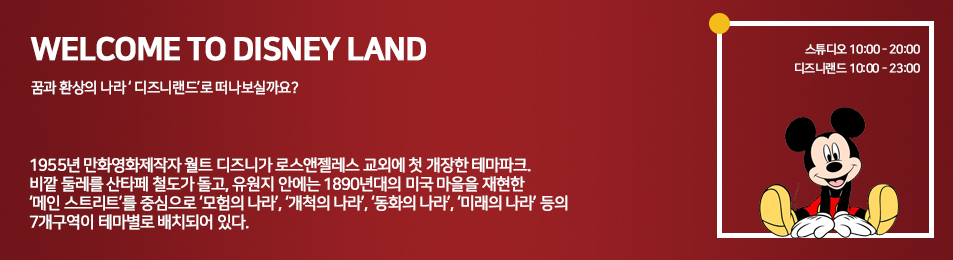 WELCOME TO DISNEY LAND
꿈과 환상의 나라 ‘ 디즈니랜드’로 떠나보실까요?
1955년 만화영화제작자 월트 디즈니가 로스앤젤레스 교외에 첫 개장한 테마파크.
비깥 둘레를 산타페 철도가 돌고, 유원지 안에는 1890년대의 미국 마을을 재현한
‘메인 스트리트’를 중심으로 ‘모험의 나라’, ‘개척의 나라’, ‘동화의 나라’, ‘미래의 나라’ 등의
7개구역이 테마별로 배치되어 있다.
스튜디오 10:00 - 20:00
디즈니랜드 10:00 - 23:00